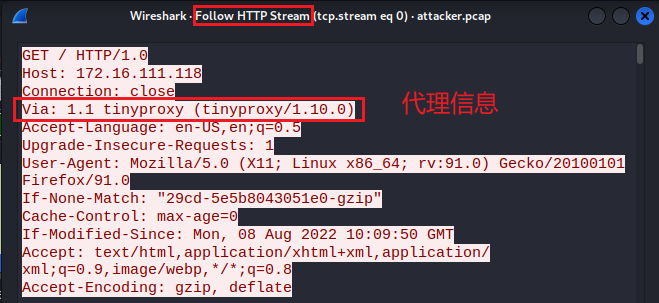 Wireshark · Follow HTTP Stream (tcp.stream eq 0) · attacker.pcap
GET / HTTP/1.0
Host: 172.16.111.118
Connection: close
Via: 1.1 tinyproxy (tinyproxy/1.10.0)
代理信息
Accept-Language: en-US,en;q=0.5
Upgrade-Insecure-Requests: 1
User-Agent: Mozilla/5.0 (X11; Linux x86_64; rv:91.0) Gecko/20100101
Firefox/91.0
If-None-Match: "29cd-5e5b8043051e0-gzip"
Cache-Control: max-age=0
If-Modified-Since: Mon, 08 Aug 2022 10:09:50 GMT
Accept: text/html,application/xhtml+xml,application/
xml;q=0.9,image/webp,*/*;q=0.8
Accept-Encoding: gzip, deflate